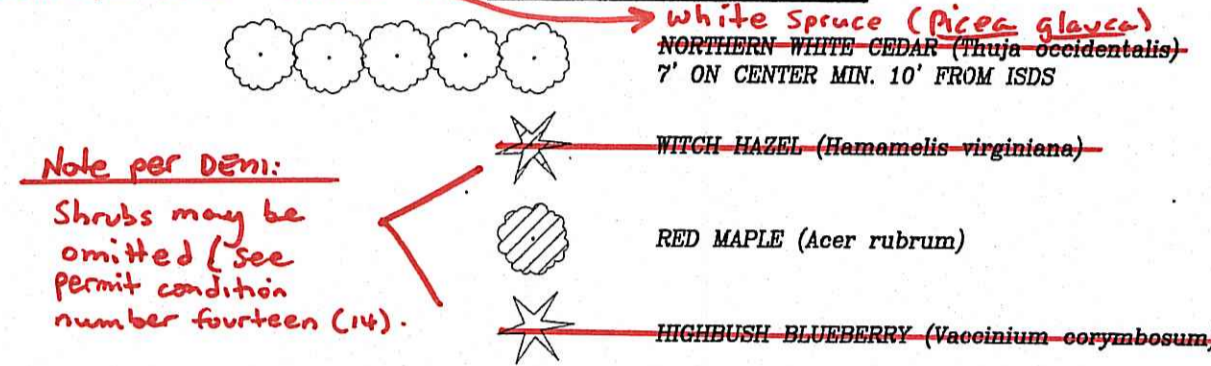 white spruce (Picea glauca)
NORTHERN WHITE CEDAR (Thuja occidentalis)
7' ON CENTER MIN. 10' FROM ISDS
WITCH HAZEL (Hamamelis virginiana)
Note per DEM:
Shrubs may be
omitted (see
permit condition
number fourteen (14).
RED MAPLE (Acer rubrum)
HIGHBUSH BLUEBERRY (Vaccinium corymbosum)